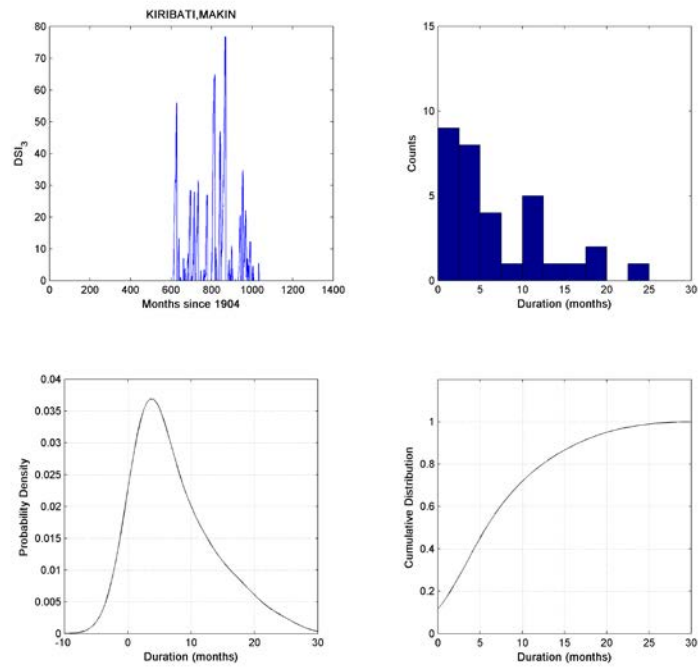 KIRIBATI,MAKIN
80
70
60
50
40
30
20
10
0
DSI3
0 200 400 600 800 1000 1200 1400
Months since 1904
15
10
5
0
Counts
0 5 10 15 20 25 30
Duration (months)
0.04
0.035
0.03
0.025
0.02
0.015
0.01
0.005
0
Probability Density
-10 0 10 20 30
Duration (months)
1
0.8
0.6
0.4
0.2
0
Cumulative Distribution
0 5 10 15 20 25 30
Duration (months)